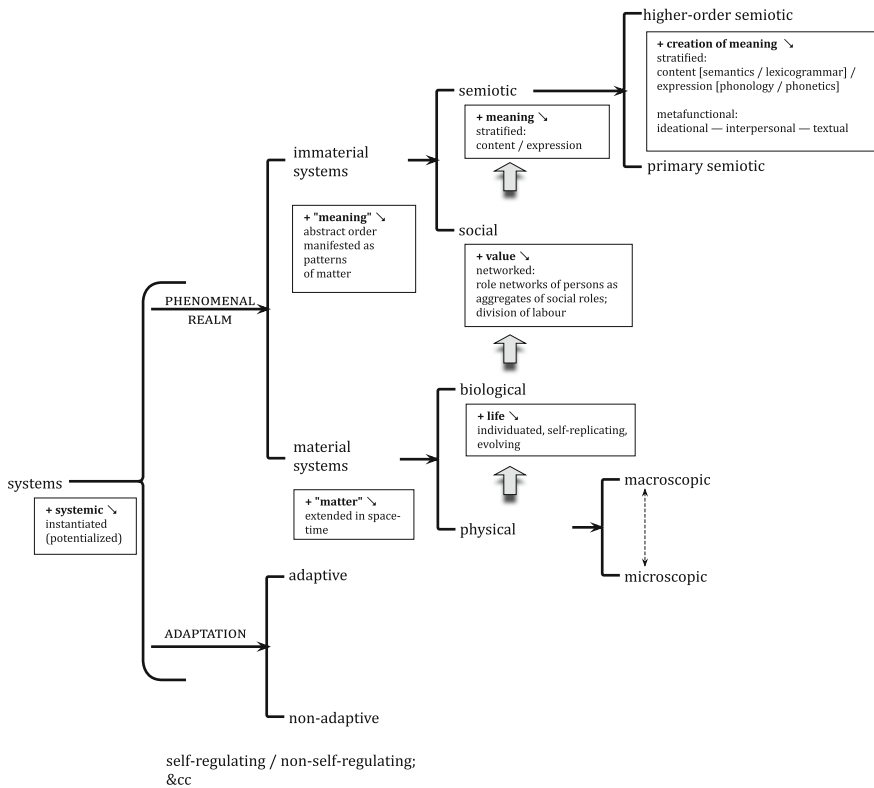 higher-order semiotic
+ creation of meaning ↘
stratified:
content [semantics / lexicogrammar] /
expression [phonology / phonetics]
metafunctional:
ideational — interpersonal — textual
semiotic
+ meaning ↘
stratified:
content / expression
primary semiotic
immaterial
systems
+ "meaning" ↘
abstract order
manifested as
patterns
of matter
social
+ value ↘
networked:
role networks of persons as
aggregates of social roles;
division of labour
PHENOMENAL
REALM
biological
+ life ↘
individuated, self-replicating,
evolving
material
systems
+ "matter" ↘
extended in space-
time
macroscopic
physical
microscopic
systems
+ systemic ↘
instantiated
(potentialized)
adaptive
ADAPTATION
non-adaptive
self-regulating / non-self-regulating;
&cc